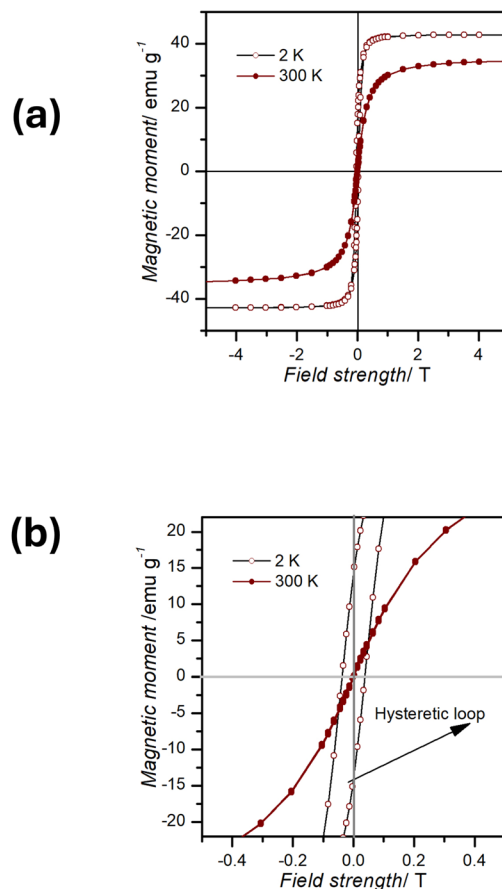 (a)
Magnetic moment/ emu g-1
40
20
0
-20
-40
2 K
300 K
-4 -2 0 2 4
Field strength/ T
(b)
Magnetic moment /emu g-1
20
15
10
5
0
-5
-10
-15
-20
2 K
300 K
Hysteretic loop
-0.4 -0.2 0.0 0.2 0.4
Field strength/ T